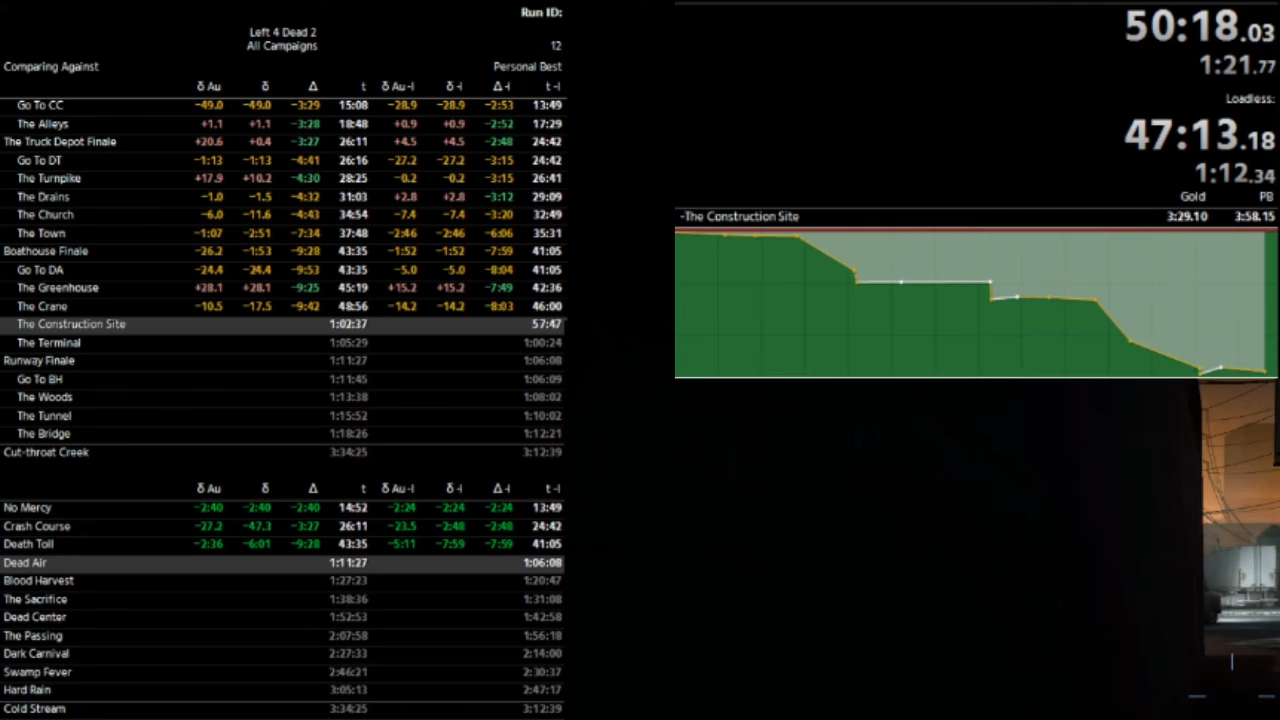 Run ID:
Left 4 Dead 2
All Campaigns
12
Comparing Against Personal Best
δ Au δ Δ t δ Au -l δ -l Δ -l t -l
Go To CC −49.0 −49.0 −3:29 15:08 −28.9 −28.9 −2:53 13:49
The Alleys +1.1 +1.1 −3:28 18:48 +0.9 +0.9 −2:52 17:29
The Truck Depot Finale +20.6 +0.4 −3:27 26:11 +4.5 +4.5 −2:48 24:42
Go To DT −1:13 −1:13 −4:41 26:16 −27.2 −27.2 −3:15 24:42
The Turnpike +17.9 +10.2 −4:30 28:25 −0.2 −0.2 −3:15 26:41
The Drains −1.0 −1.5 −4:32 31:03 +2.8 +2.8 −3:12 29:09
The Church −6.0 −11.6 −4:43 34:54 −7.4 −7.4 −3:20 32:49
The Town −1:07 −2:51 −7:34 37:48 −2:46 −2:46 −6:06 35:31
Boathouse Finale −26.2 −1:53 −9:28 43:35 −1:52 −1:52 −7:59 41:05
Go To DA −24.4 −24.4 −9:53 43:35 −5.0 −5.0 −8:04 41:05
The Greenhouse +28.1 +28.1 −9:25 45:19 +15.2 +15.2 −7:49 42:36
The Crane −10.5 −17.5 −9:42 48:56 −14.2 −14.2 −8:03 46:00
The Construction Site 1:02:37 57:47
The Terminal 1:05:29 1:00:24
Runway Finale 1:11:27 1:06:08
Go To BH 1:11:45 1:06:09
The Woods 1:13:38 1:08:02
The Tunnel 1:15:52 1:10:02
The Bridge 1:18:26 1:12:21
Cut-throat Creek 3:34:25 3:12:39
δ Au δ Δ t δ Au -l δ -l Δ -l t -l
No Mercy −2:40 −2:40 −2:40 14:52 −2:24 −2:24 −2:24 13:49
Crash Course −27.2 −47.3 −3:27 26:11 −23.5 −2:48 −2:48 24:42
Death Toll −2:36 −6:01 −9:28 43:35 −5:11 −7:59 −7:59 41:05
Dead Air 1:11:27 1:06:08
Blood Harvest 1:27:23 1:20:47
The Sacrifice 1:38:36 1:31:08
Dead Center 1:52:53 1:42:58
The Passing 2:07:58 1:56:18
Dark Carnival 2:27:33 2:14:00
Swamp Fever 2:46:21 2:30:37
Hard Rain 3:05:13 2:47:17
Cold Stream 3:34:25 3:12:39
50:18.03
1:21.77
Loadless:
47:13.18
1:12.34
Gold PB
-The Construction Site 3:29.10 3:58.15